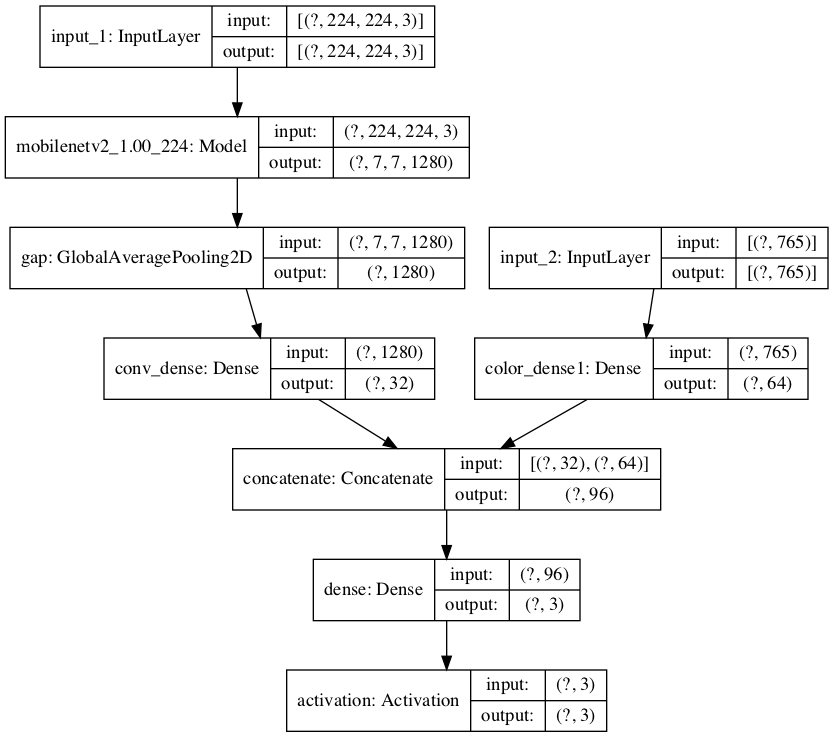 input_1: InputLayer
input:
[(?, 224, 224, 3)]
output:
[(?, 224, 224, 3)]
mobilenetv2_1.00_224: Model
input:
(?, 224, 224, 3)
output:
(?, 7, 7, 1280)
gap: GlobalAveragePooling2D
input:
(?, 7, 7, 1280)
output:
(?, 1280)
input_2: InputLayer
input:
[(?, 765)]
output:
[(?, 765)]
conv_dense: Dense
input:
(?, 1280)
output:
(?, 32)
color_dense1: Dense
input:
(?, 765)
output:
(?, 64)
concatenate: Concatenate
input:
[(?, 32), (?, 64)]
output:
(?, 96)
dense: Dense
input:
(?, 96)
output:
(?, 3)
activation: Activation
input:
(?, 3)
output:
(?, 3)